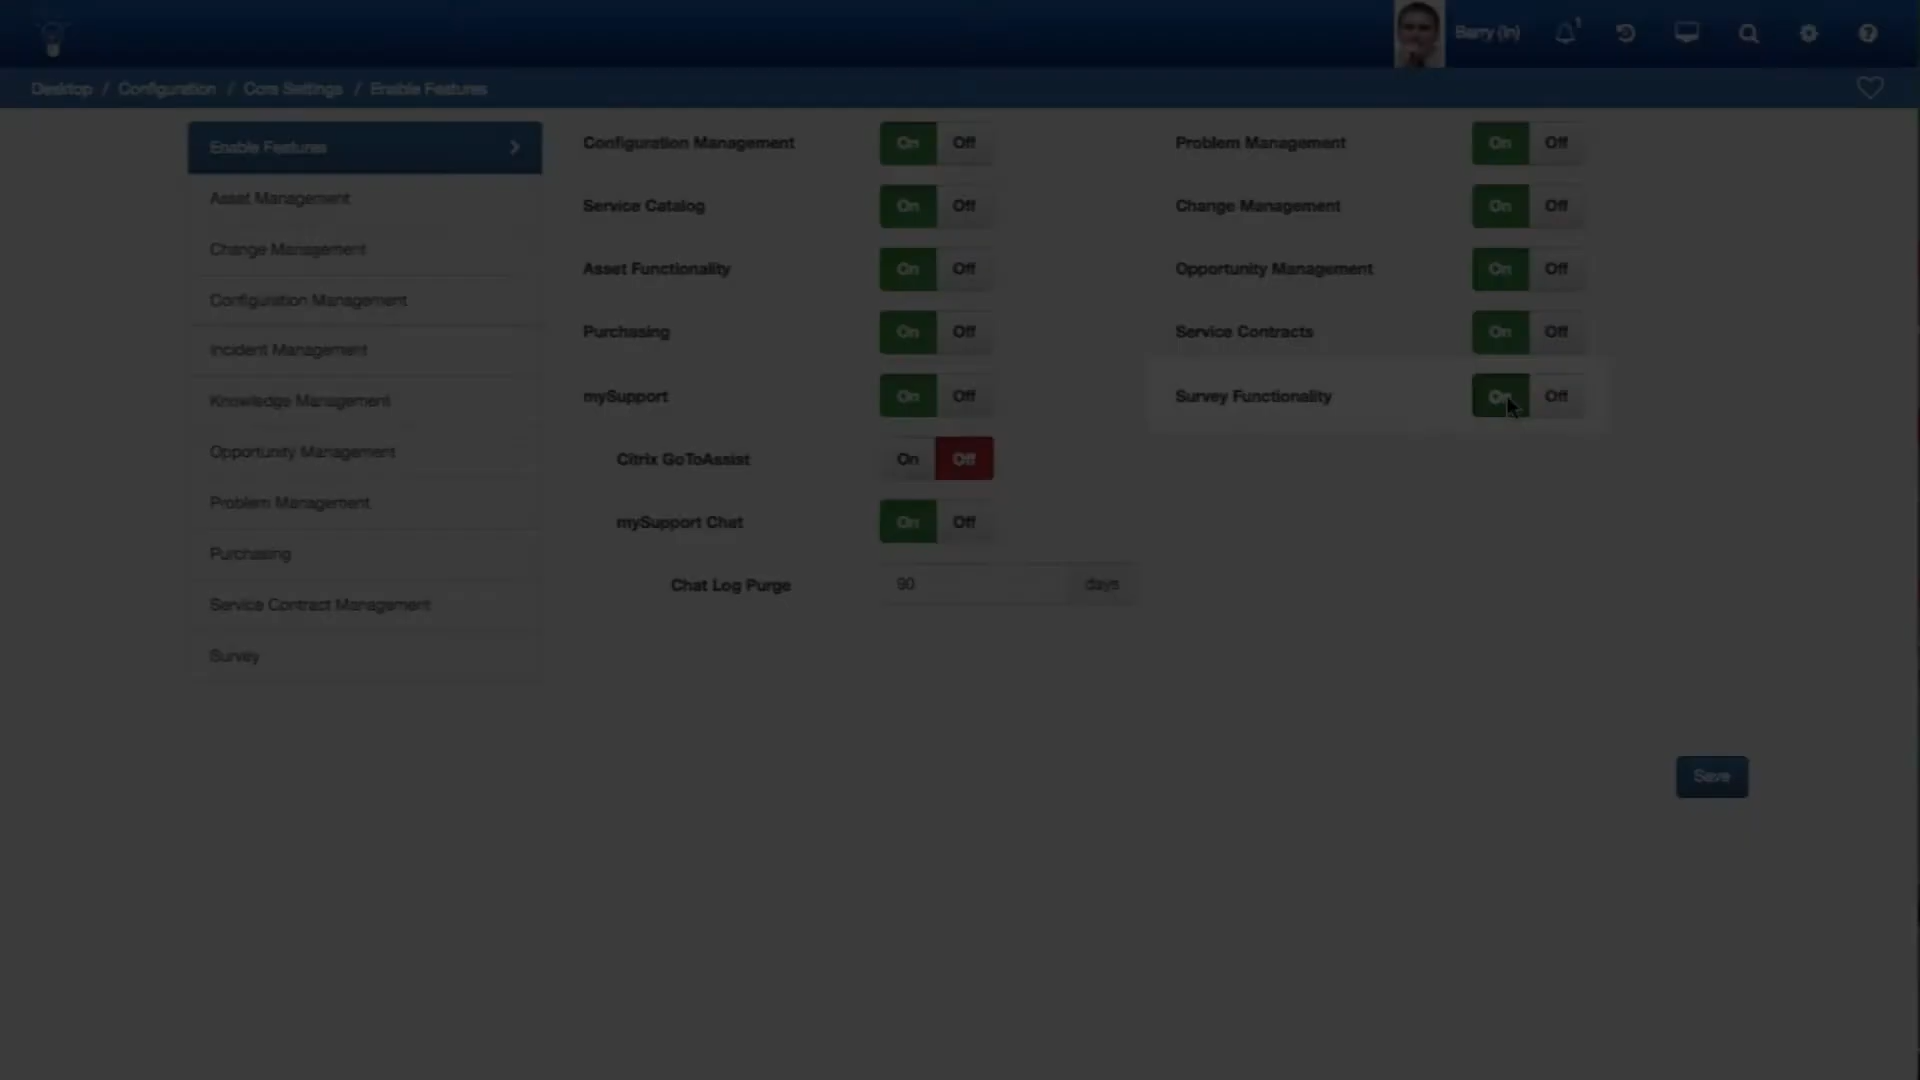 Barry (In)
1
Desktop / Configuration / Core Settings / Enable Features
Enable Features
Asset Management
Change Management
Configuration Management
Incident Management
Knowledge Management
Opportunity Management
Problem Management
Purchasing
Service Contract Management
Survey
Configuration Management On Off
Service Catalog On Off
Asset Functionality On Off
Purchasing On Off
mySupport On Off
Citrix GoToAssist On Off
mySupport Chat On Off
Chat Log Purge 90 days
Problem Management On Off
Change Management On Off
Opportunity Management On Off
Service Contracts On Off
Survey Functionality On Off
Save